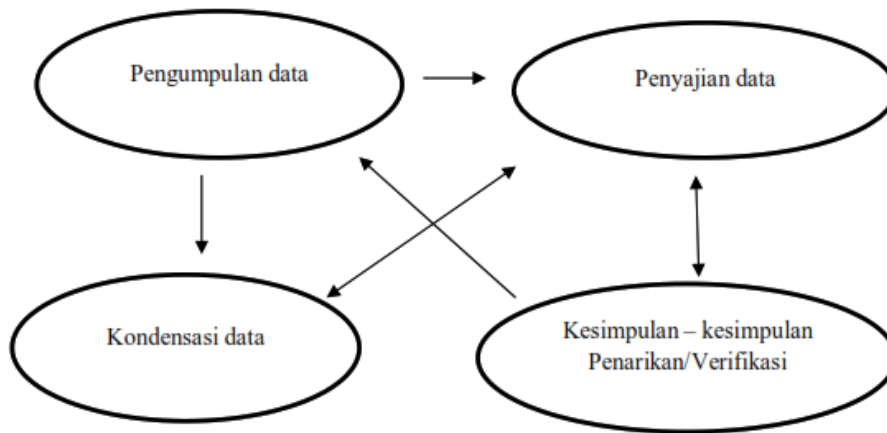 Pengumpulan data
Penyajian data
Kondensasi data
Kesimpulan – kesimpulan
Penarikan/Verifikasi